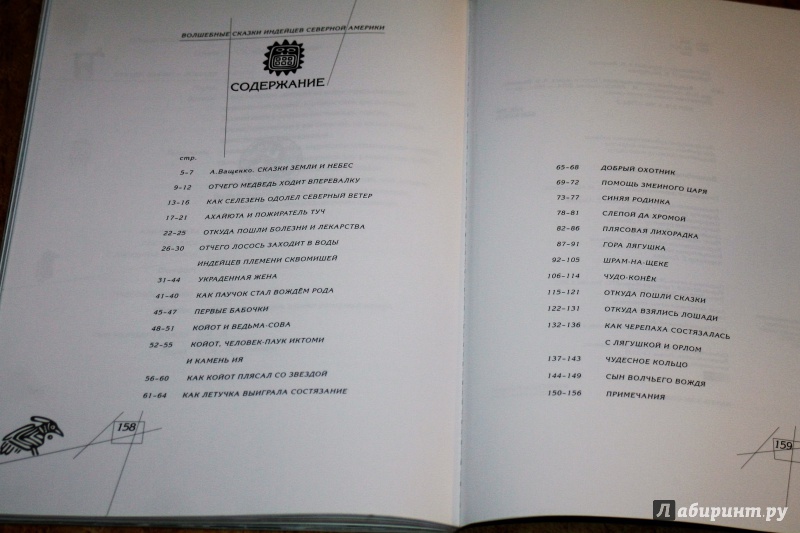 ВОЛШЕБНЫЕ СКАЗКИ ИНДЕЙЦЕВ СЕВЕРНОЙ АМЕРИКИ
СОДЕРЖАНИЕ
стр.
5-7 А.Ващенко. СКАЗКИ ЗЕМЛИ И НЕБЕС
9-12 ОТЧЕГО МЕДВЕДЬ ХОДИТ ВПЕРЕВАЛКУ
13-16 КАК СЕЛЕЗЕНЬ ОДОЛЕЛ СЕВЕРНЫЙ ВЕТЕР
17-21 АХАЙЮТА И ПОЖИРАТЕЛЬ ТУЧ
22-25 ОТКУДА ПОШЛИ БОЛЕЗНИ И ЛЕКАРСТВА
26-30 ОТЧЕГО ЛОСОСЬ ЗАХОДИТ В ВОДЫ
ИНДЕЙЦЕВ ПЛЕМЕНИ СКВОМИШЕЙ
31-44 УКРАДЕННАЯ ЖЕНА
41-40 КАК ПАУЧОК СТАЛ ВОЖДЁМ РОДА
45-47 ПЕРВЫЕ БАБОЧКИ
48-51 КОЙОТ И ВЕДЬМА-СОВА
52-55 КОЙОТ, ЧЕЛОВЕК-ПАУК ИКТОМИ
И КАМЕНЬ ИЯ
56-60 КАК КОЙОТ ПЛЯСАЛ СО ЗВЕЗДОЙ
61-64 КАК ЛЕТУЧКА ВЫИГРАЛА СОСТЯЗАНИЕ
158
65-68 ДОБРЫЙ ОХОТНИК
69-72 ПОМОЩЬ ЗМЕИНОГО ЦАРЯ
73-77 СИНЯЯ РОДИНКА
78-81 СЛЕПОЙ ДА ХРОМОЙ
82-86 ПЛЯСОВАЯ ЛИХОРАДКА
87-91 ГОРА ЛЯГУШКА
92-105 ШРАМ-НА-ЩЕКЕ
106-114 ЧУДО-КОНЁК
115-121 ОТКУДА ПОШЛИ СКАЗКИ
122-131 ОТКУДА ВЗЯЛИСЬ ЛОШАДИ
132-136 КАК ЧЕРЕПАХА СОСТЯЗАЛАСЬ
С ЛЯГУШКОЙ И ОРЛОМ
137-143 ЧУДЕСНОЕ КОЛЬЦО
144-149 СЫН ВОЛЧЬЕГО ВОЖДЯ
150-156 ПРИМЕЧАНИЯ
159
Лабиринт.ру